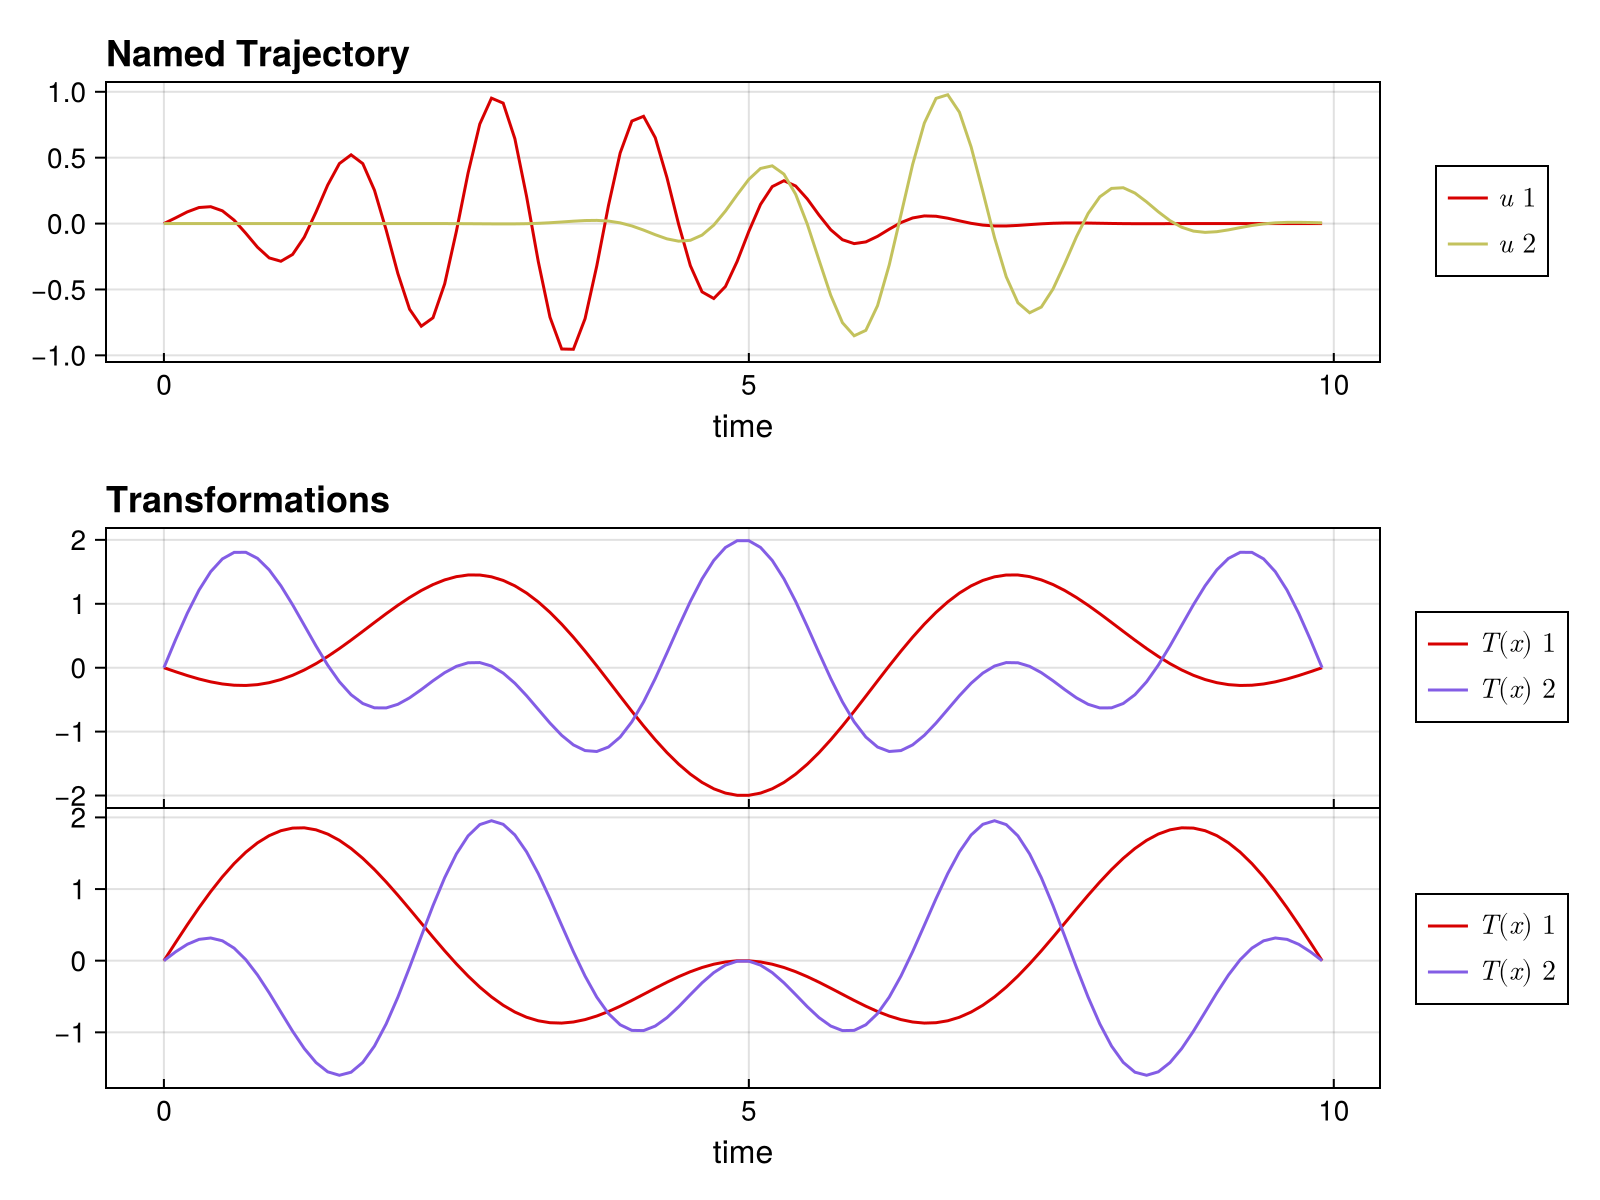 Named Trajectory
1.0
0.5
0.0
−0.5
−1.0
0 5 10
time
u 1
u 2
Transformations
2
1
0
−1
−2
T(x) 1
T(x) 2
2
1
0
−1
0 5 10
time
T(x) 1
T(x) 2